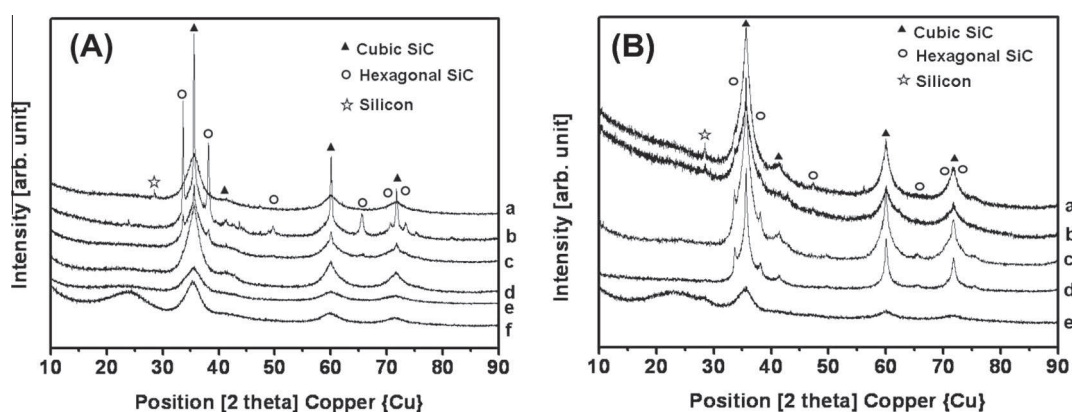 (A)
Cubic SiC
Hexagonal SiC
Silicon
a
b
c
d
e
f
Intensity [arb. unit]
10 20 30 40 50 60 70 80 90
Position [2 theta] Copper {Cu)
(B)
Cubic SiC
Hexagonal SiC
Silicon
a
b
c
d
e
Intensity [arb. unit]
10 20 30 40 50 60 70 80 90
Position [2 theta] Copper {Cu)